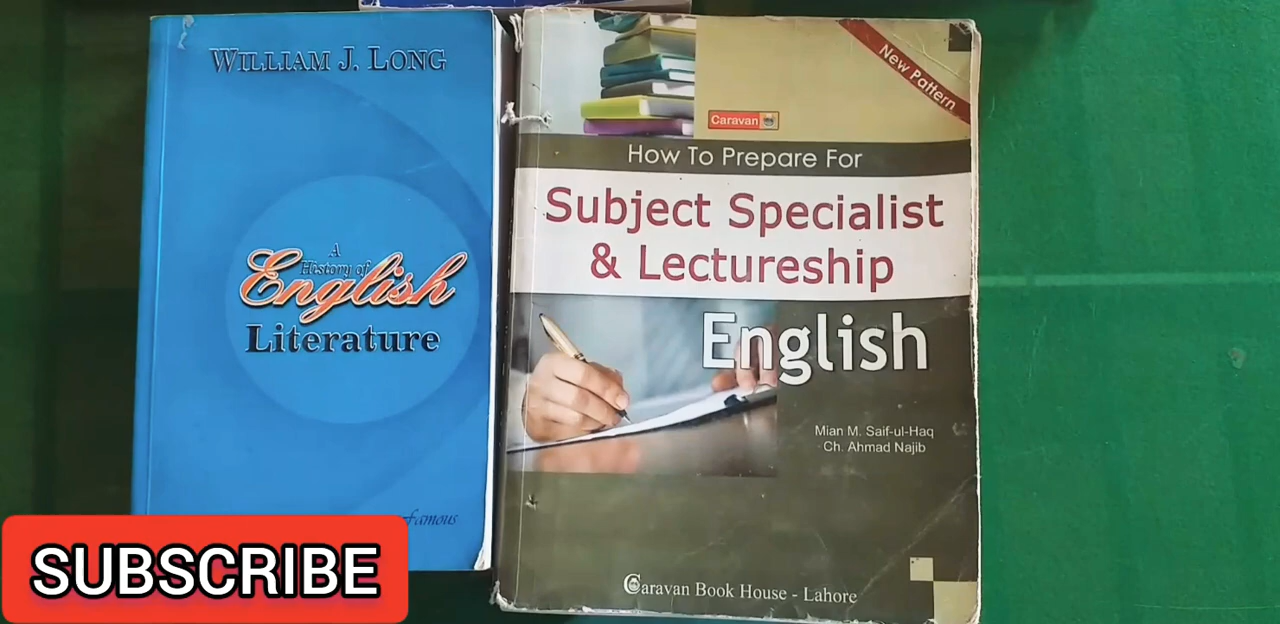 WILLIAM J. LONG
A
History of
English
Literature
Famous
New Pattern
Caravan
How To Prepare For
Subject Specialist
& Lectureship
English
Mian M. Saif-ul-Haq
Ch. Ahmad Najib
Caravan Book House - Lahore
SUBSCRIBE